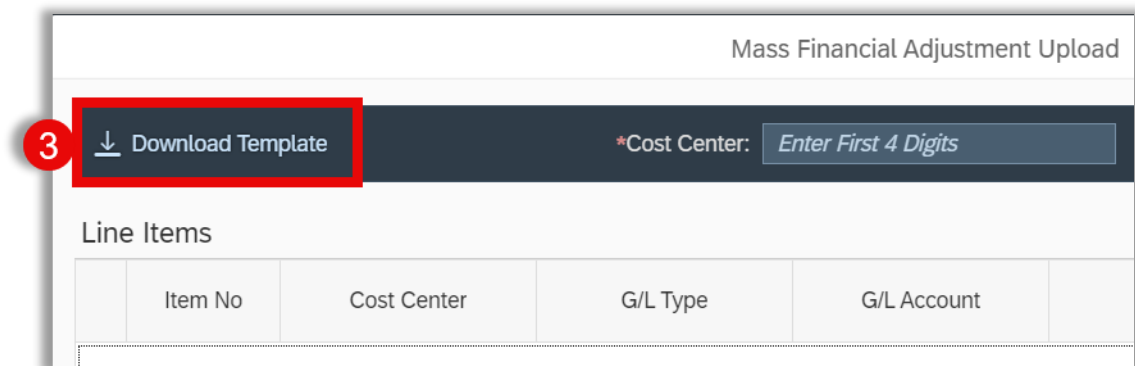 Mass Financial Adjustment Upload
3
Download Template
*Cost Center: Enter First 4 Digits
Line Items
Item No Cost Center G/L Type G/L Account